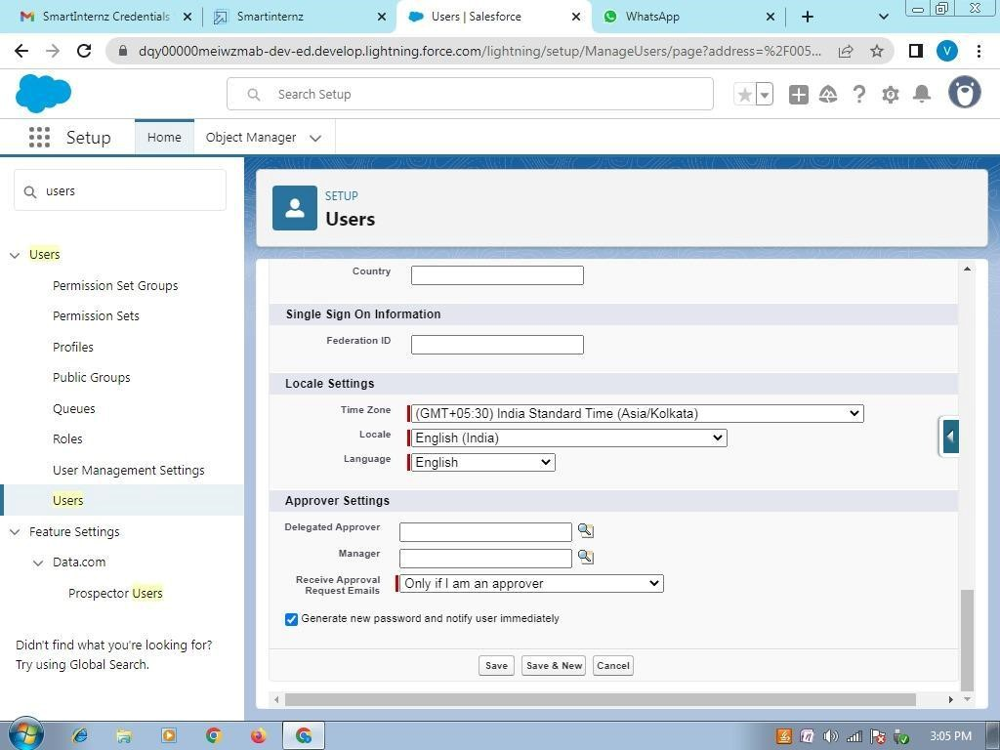 SmartInternz Credentials
Smartinternz
Users | Salesforce
WhatsApp
dqy00000meiwzmab-dev-ed.develop.lightning.force.com/lightning/setup/ManageUsers/page?address=%2F005...
V
Search Setup
Setup
Home
Object Manager
users
SETUP
Users
Users
Permission Set Groups
Permission Sets
Profiles
Public Groups
Queues
Roles
User Management Settings
Users
Feature Settings
Data.com
Prospector Users
Didn't find what you're looking for?
Try using Global Search.
Country
Single Sign On Information
Federation ID
Locale Settings
Time Zone
(GMT+05:30) India Standard Time (Asia/Kolkata)
Locale
English (India)
Language
English
Approver Settings
Delegated Approver
Manager
Receive Approval
Request Emails
Only if I am an approver
Generate new password and notify user immediately
Save
Save & New
Cancel
3:05 PM